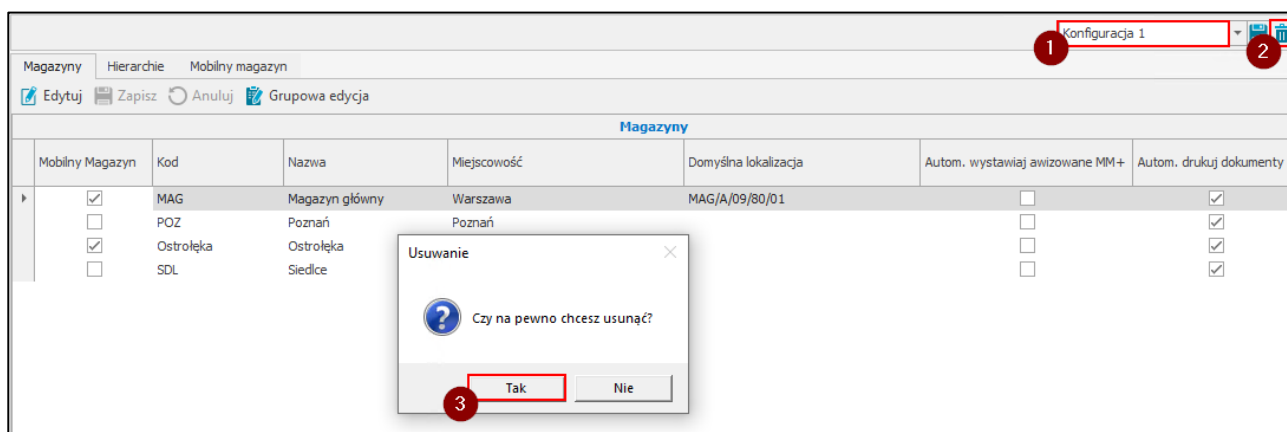 Konfiguracja 1
1
2
Magazyny Hierarchie Mobilny magazyn
Edytuj Zapisz Anuluj Grupowa edycja
Magazyny
Mobilny Magazyn Kod Nazwa Miejscowość Domyślna lokalizacja Autom. wystawiaj awizowane MM+ Autom. drukuj dokumenty
MAG Magazyn główny Warszawa MAG/A/09/80/01
POZ Poznań Poznań
Ostrołęka Ostrołęka
SDL Siedlce
Usuwanie
Czy na pewno chcesz usunąć?
Tak Nie
3